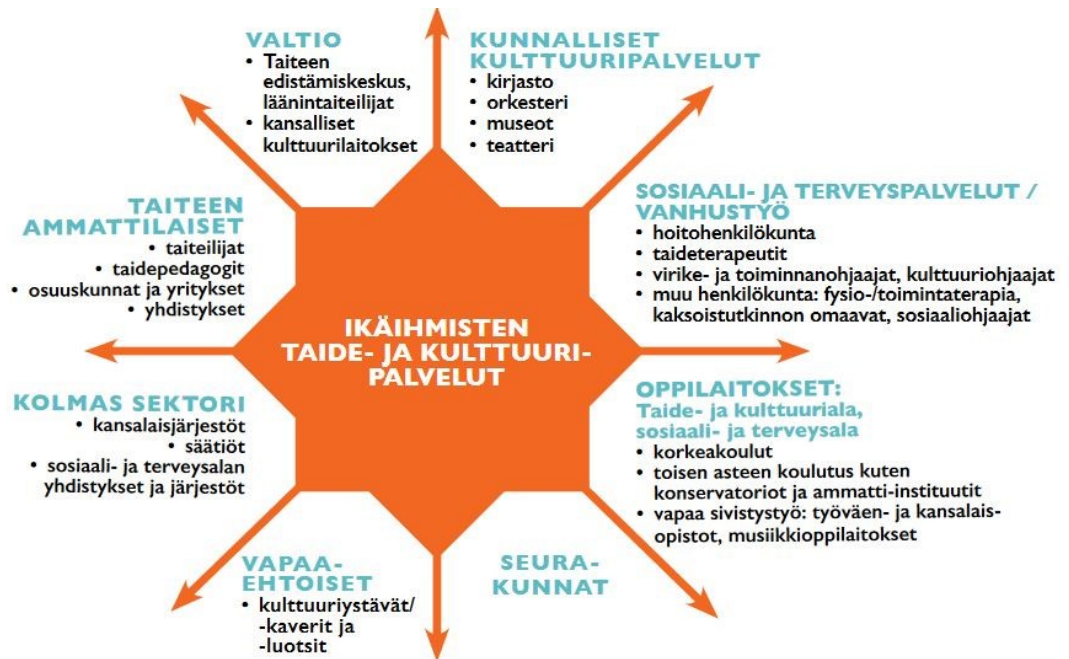 VALTIO
• Taiteen
edistämiskeskus,
läänintaiteilijat
• kansalliset
kulttuurilaitokset
KUNNALLISET
KULTTUURIPALVELUT
• kirjasto
• orkesteri
• museot
• teatteri
SOSIAALI- JA TERVEYSPALVELUT /
VANHUSTYÖ
• hoitohenkilökunta
• taideterapeutit
• virike- ja toiminnanohjaajat, kulttuuriohjaajat
• muu henkilökunta: fysio-/toimintaterapia,
kaksoistutkinnon omaavat, sosiaaliohjaajat
TAITEEN
AMMATTILAISET
• taiteilijat
• taidepedagogit
• osuuskunnat ja yritykset
• yhdistykset
IKÄIHMISTEN
TAIDE- JA KULTTUURI-
PALVELUT
KOLMAS SEKTORI
• kansalaisjärjestöt
• säätiöt
• sosiaali- ja terveysalan
yhdistykset ja järjestöt
OPPILAITOKSET:
Taide- ja kulttuuriala,
sosiaali- ja terveysala
• korkeakoulut
• toisen asteen koulutus kuten
konservatoriot ja ammatti-instituutit
• vapaa sivistystyö: työväen- ja kansalais-
opistot, musiikkioppilaitokset
VAPAA-
EHTOISET
• kulttuuriystävät/
-kaverit ja
-luotsit
SEURA-
KUNNAT